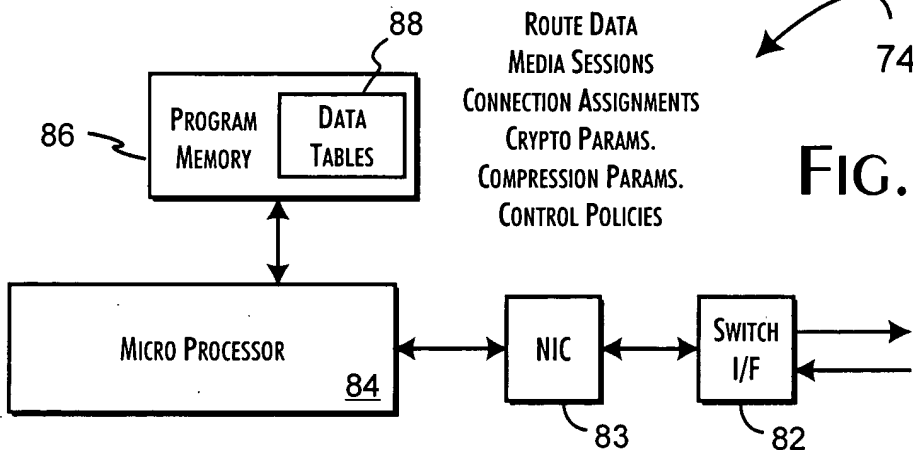 88
ROUTE DATA
MEDIA SESSIONS
CONNECTION ASSIGNMENTS
CRYPTO PARAMS.
COMPRESSION PARAMS.
CONTROL POLICIES
74
FIG.
86
PROGRAM
MEMORY
DATA
TABLES
MICRO PROCESSOR
84
NIC
83
SWITCH
I/F
82